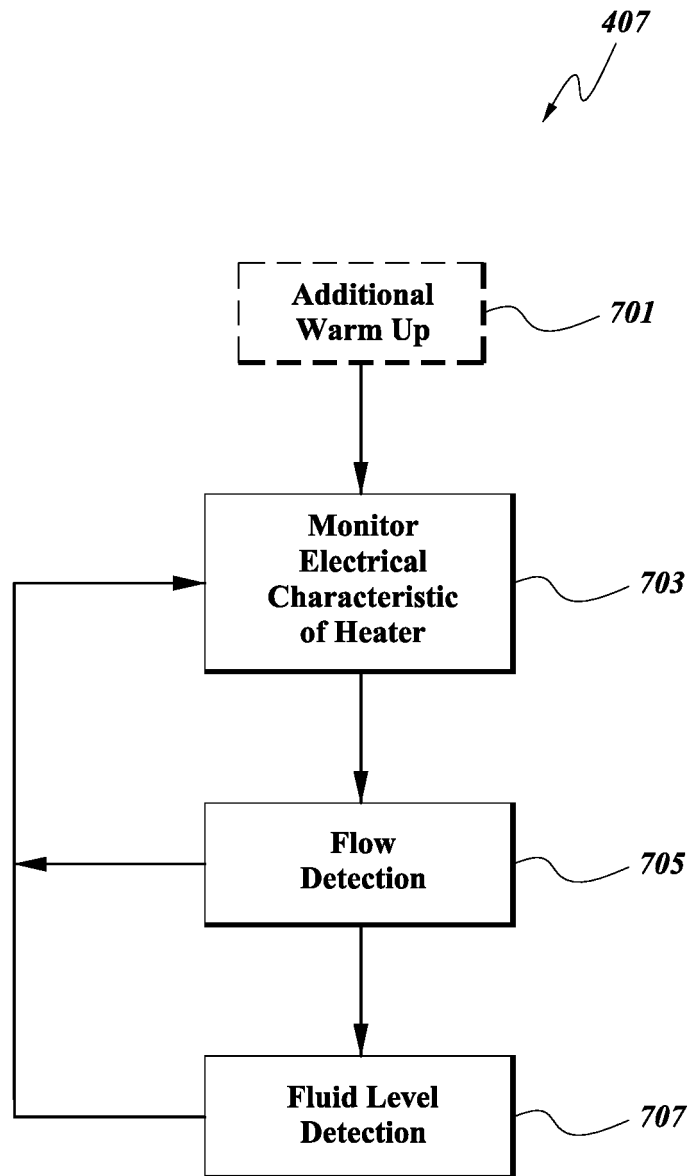 407
Additional
Warm Up
701
Monitor
Electrical
Characteristic
of Heater
703
Flow
Detection
705
Fluid Level
Detection
707